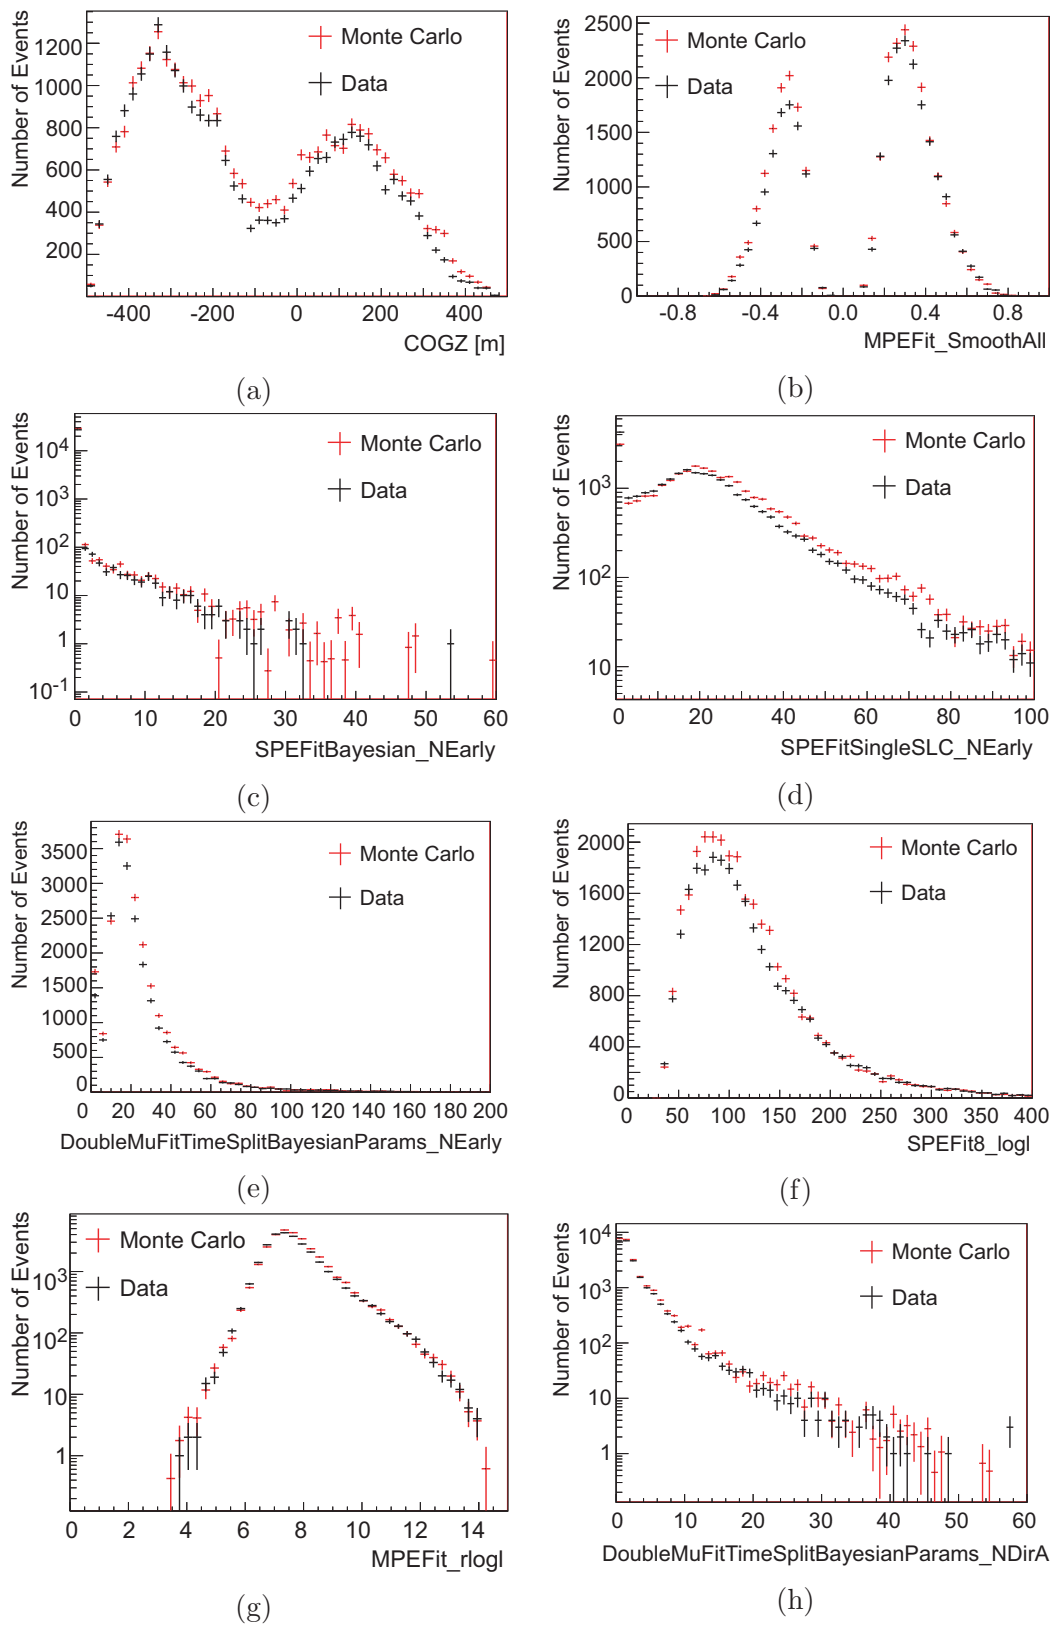 Number of Events
1200
1000
800
600
400
200
Monte Carlo
Data
-400 -200 0 200 400
COGZ [m]
(a)
Number of Events
2500
2000
1500
1000
500
0
Monte Carlo
Data
-0.8 -0.4 0.0 0.4 0.8
MPEFit_SmoothAll
(b)
Number of Events
10^4
10^3
10^2
10
1
10^-1
Monte Carlo
Data
0 10 20 30 40 50 60
SPEFitBayesian_NEarly
(c)
Number of Events
10^3
10^2
10
Monte Carlo
Data
0 20 40 60 80 100
SPEFitSingleSLC_NEarly
(d)
Number of Events
3500
3000
2500
2000
1500
1000
500
0
Monte Carlo
Data
0 20 40 60 80 100 120 140 160 180 200
DoubleMuFitTimeSplitBayesianParams_NEarly
(e)
Number of Events
2000
1600
1200
800
400
0
Monte Carlo
Data
0 50 100 150 200 250 300 350 400
SPEFit8_logl
(f)
Number of Events
10^3
10^2
10
1
Monte Carlo
Data
0 2 4 6 8 10 12 14
MPEFit_rlogl
(g)
Number of Events
10^4
10^3
10^2
10
1
Monte Carlo
Data
0 10 20 30 40 50 60
DoubleMuFitTimeSplitBayesianParams_NDirA
(h)